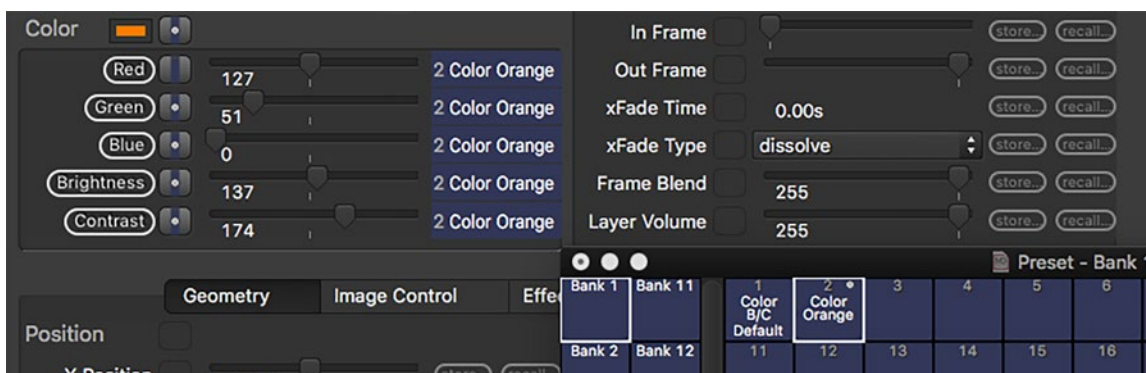 Color
Red 127 2 Color Orange
Green 51 2 Color Orange
Blue 0 2 Color Orange
Brightness 137 2 Color Orange
Contrast 174 2 Color Orange
Geometry Image Control
Position
X Position
In Frame store... recall...
Out Frame store... recall...
xFade Time 0.00s store... recall...
xFade Type dissolve store... recall...
Frame Blend 255 store... recall...
Layer Volume 255 store... recall...
Preset - Bank 1
Bank 1 Bank 11
Bank 2 Bank 12
1 Color B/C Default
2 Color Orange
3 4 5 6
11 12 13 14 15 16